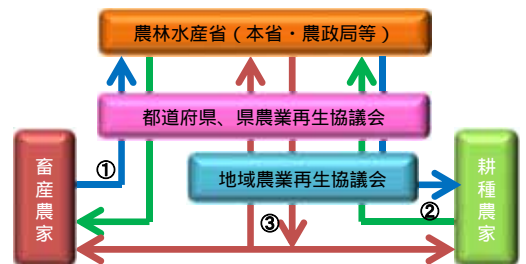 農林水産省（本省・農政局等）
都道府県、県農業再生協議会
地域農業再生協議会
畜産農家
耕種農家
①
②
③